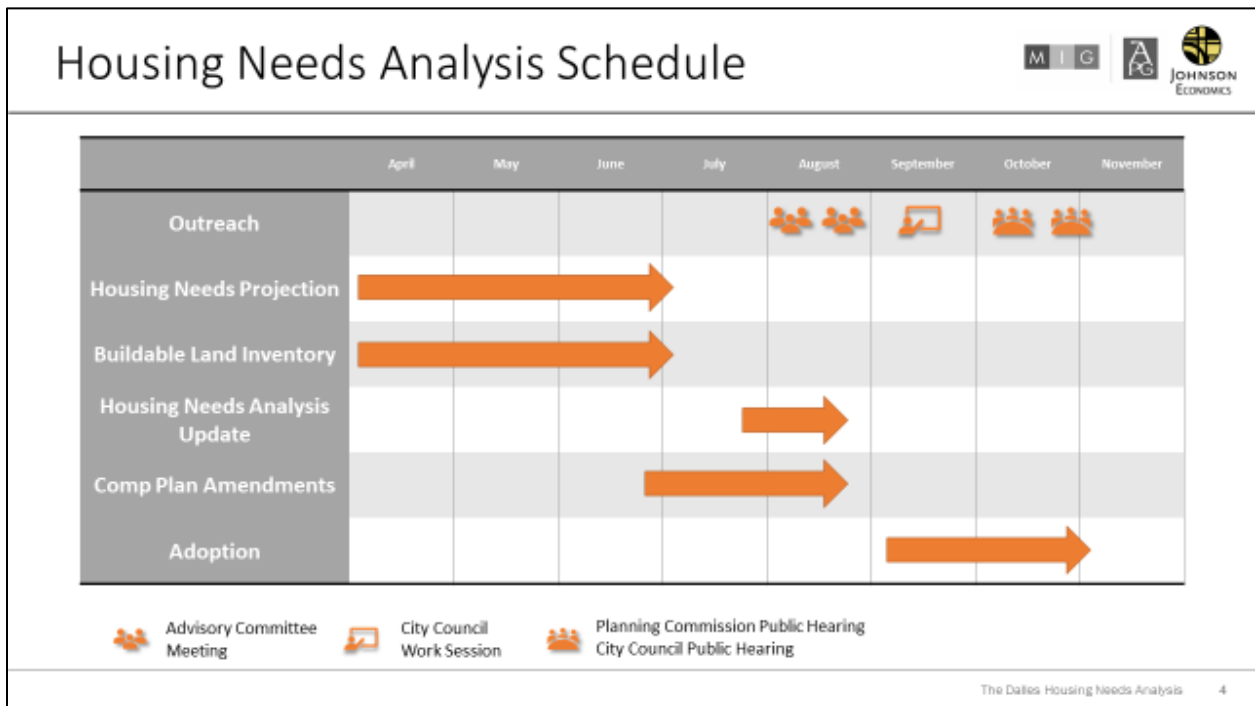 Housing Needs Analysis Schedule
M I G
APG
JOHNSON
ECONOMICS
April May June July August September October November
Outreach
Housing Needs Projection
Buildable Land Inventory
Housing Needs Analysis
Update
Comp Plan Amendments
Adoption
Advisory Committee
Meeting
City Council
Work Session
Planning Commission Public Hearing
City Council Public Hearing
The Dalles Housing Needs Analysis 4